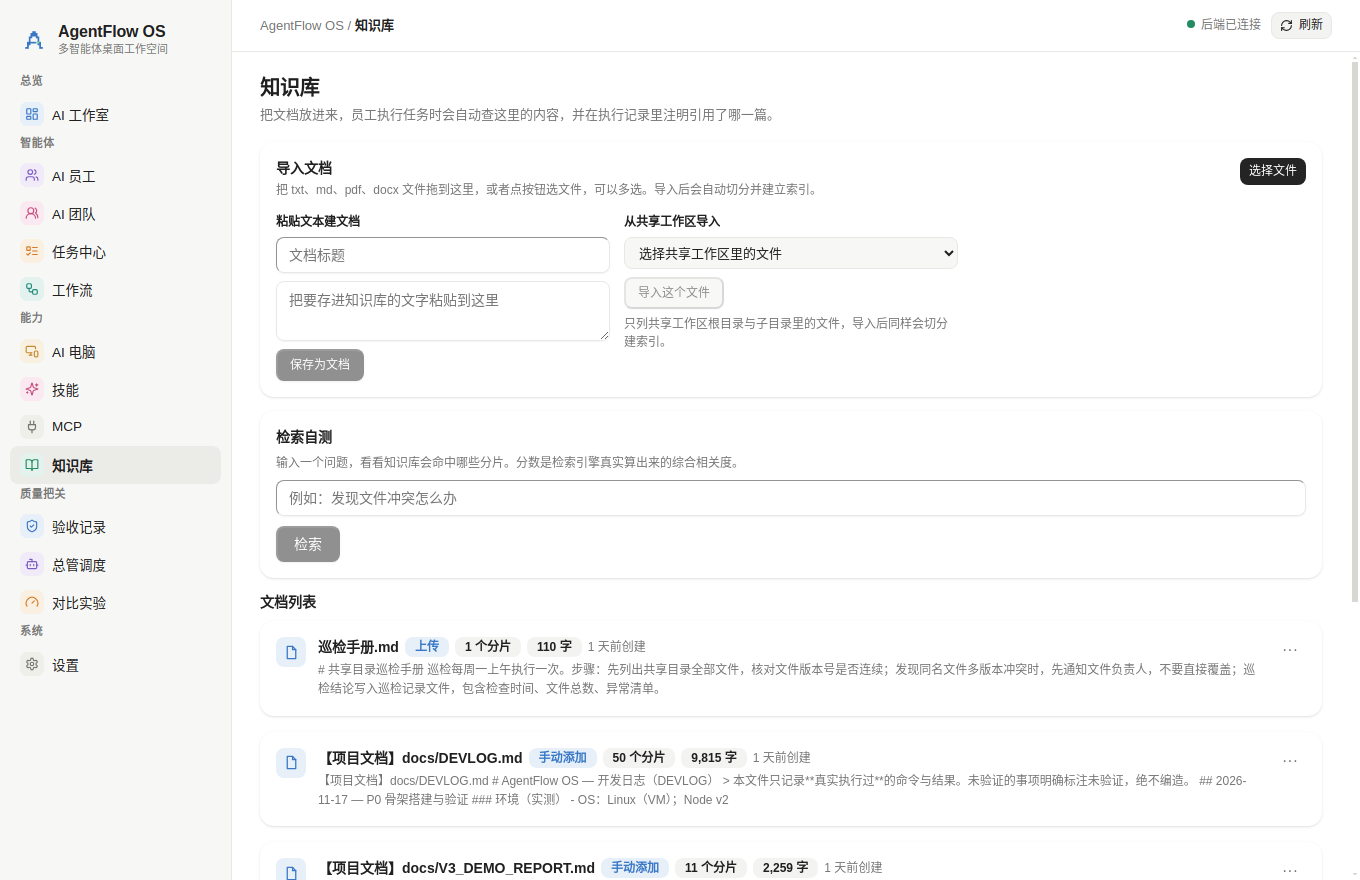 AgentFlow OS
多智能体桌面工作空间
总览
AI 工作室
智能体
AI 员工
AI 团队
任务中心
工作流
能力
AI 电脑
技能
MCP
知识库
质量把关
验收记录
总管调度
对比实验
系统
设置
AgentFlow OS / 知识库
后端已连接
刷新
知识库
把文档放进来，员工执行任务时会自动查这里的内容，并在执行记录里注明引用了哪一篇。
导入文档
把 txt、md、pdf、docx 文件拖到这里，或者点按钮选文件，可以多选。导入后会自动切分并建立索引。
选择文件
粘贴文本建文档
文档标题
把要存进知识库的文字粘贴到这里
保存为文档
从共享工作区导入
选择共享工作区里的文件
导入这个文件
只列共享工作区根目录与子目录里的文件，导入后同样会切分
建索引。
检索自测
输入一个问题，看看知识库会命中哪些分片。分数是检索引擎真实算出来的综合相关度。
例如：发现文件冲突怎么办
检索
文档列表
巡检手册.md 上传 1 个分片 110 字 1 天前创建 ...
# 共享目录巡检手册 巡检每周一上午执行一次。步骤：先列出共享目录全部文件，核对文件版本号是否连续；发现同名文件多版本冲突时，先通知文件负责人，不要直接覆盖；巡
检结论写入巡检记录文件，包含检查时间、文件总数、异常清单。
【项目文档】docs/DEVLOG.md 手动添加 50 个分片 9,815 字 1 天前创建 ...
【项目文档】docs/DEVLOG.md # AgentFlow OS — 开发日志（DEVLOG） > 本文件只记录**真实执行过**的命令与结果。未验证的事项明确标注未验证，绝不编造。 ## 2026-
11-17 — P0 骨架搭建与验证 ### 环境（实测） - OS：Linux（VM）；Node v2
【项目文档】docs/V3_DEMO_REPORT.md 手动添加 11 个分片 2,259 字 1 天前创建 ...